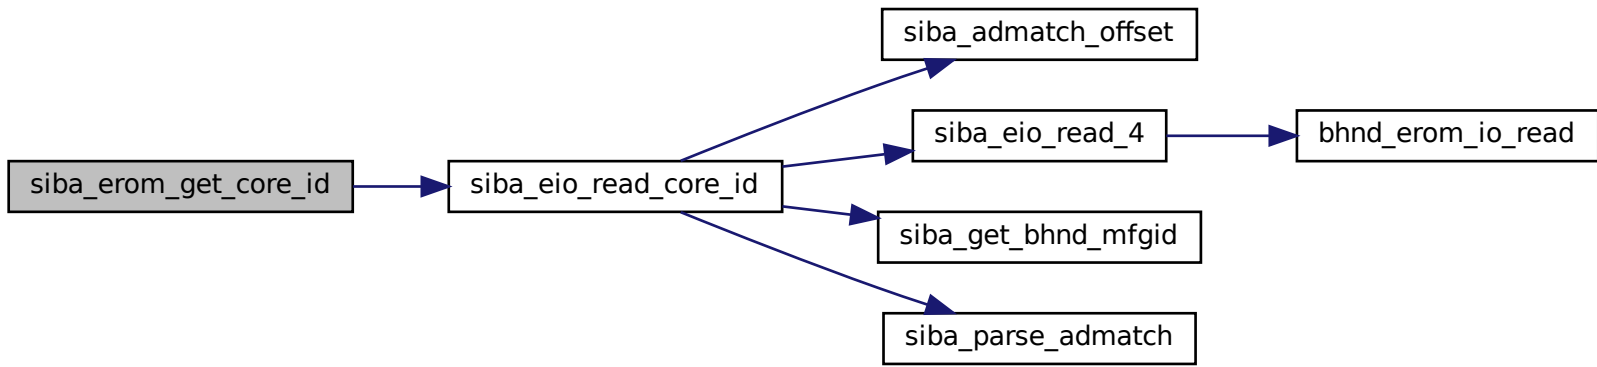 siba_erom_get_core_id
siba_eio_read_core_id
siba_admatch_offset
siba_eio_read_4
bhnd_erom_io_read
siba_get_bhnd_mfgid
siba_parse_admatch